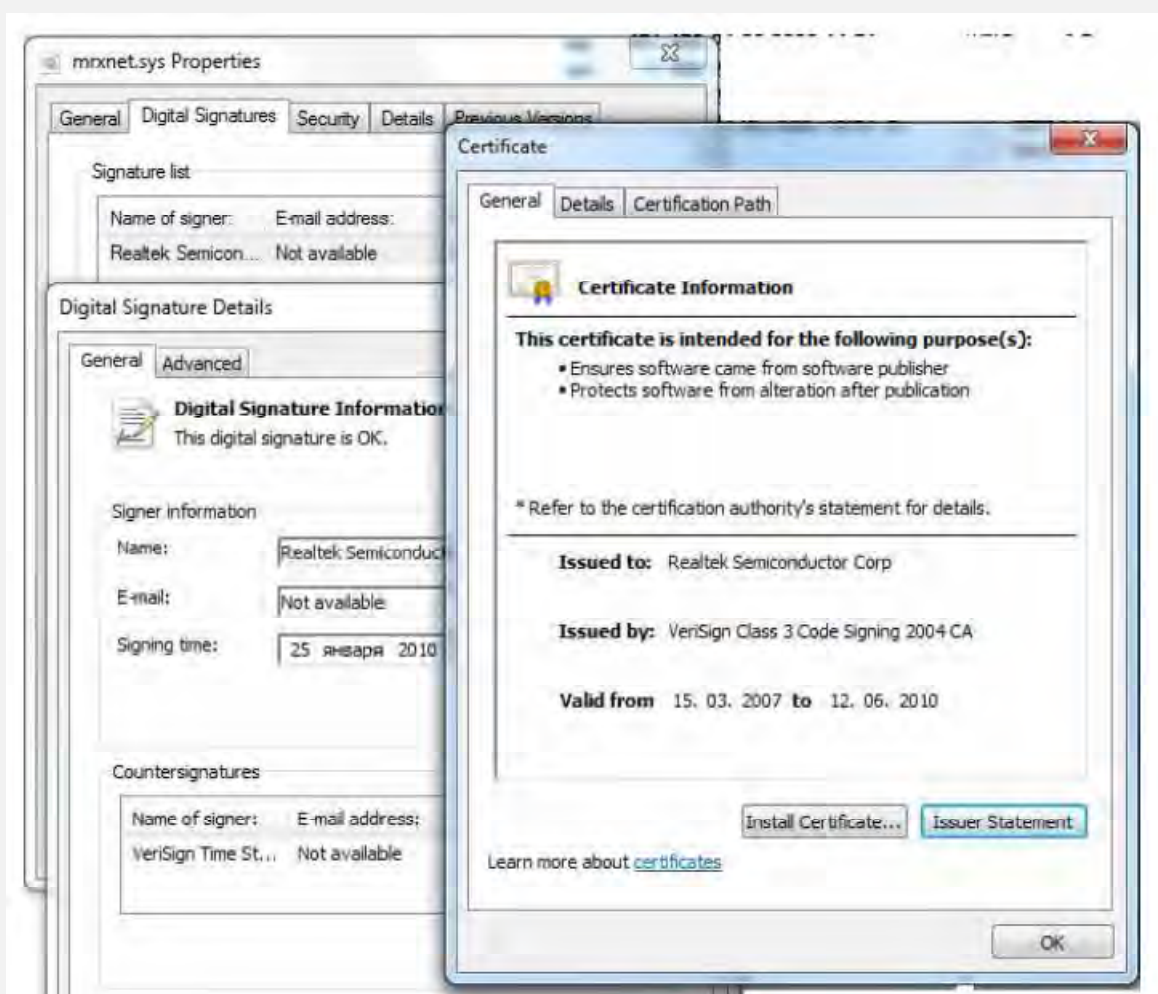 mrxnet.sys Properties
General Digital Signatures Security Details Previous Versions
Signature list
Name of signer: E-mail address:
Realtek Semicon... Not available
Digital Signature Details
General Advanced
Digital Signature Information
This digital signature is OK.
Signer information
Name: Realtek Semiconduc
E-mail: Not available
Signing time: 25 января 2010
Countersignatures
Name of signer: E-mail address:
VeriSign Time St... Not available
Certificate
General Details Certification Path
Certificate Information
This certificate is intended for the following purpose(s):
• Ensures software came from software publisher
• Protects software from alteration after publication
* Refer to the certification authority's statement for details.
Issued to: Realtek Semiconductor Corp
Issued by: VeriSign Class 3 Code Signing 2004 CA
Valid from 15. 03. 2007 to 12. 06. 2010
Install Certificate... Issuer Statement
Learn more about certificates
OK